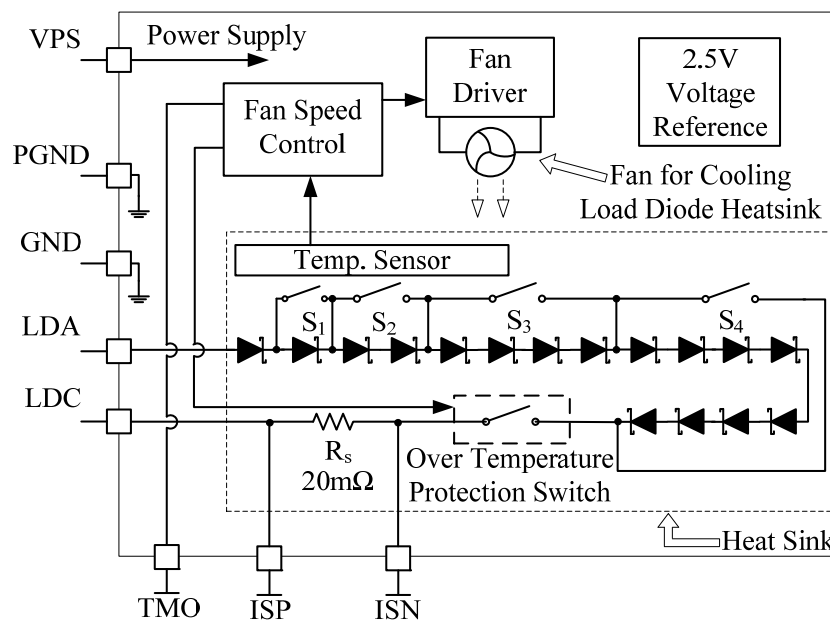 VPS
Power Supply
Fan
Driver
2.5V
Voltage
Reference
Fan Speed
Control
PGND
Fan for Cooling
Load Diode Heatsink
GND
Temp. Sensor
LDA
S1
S2
S3
S4
LDC
Rs
20mΩ
Over Temperature
Protection Switch
Heat Sink
TMO
ISP
ISN